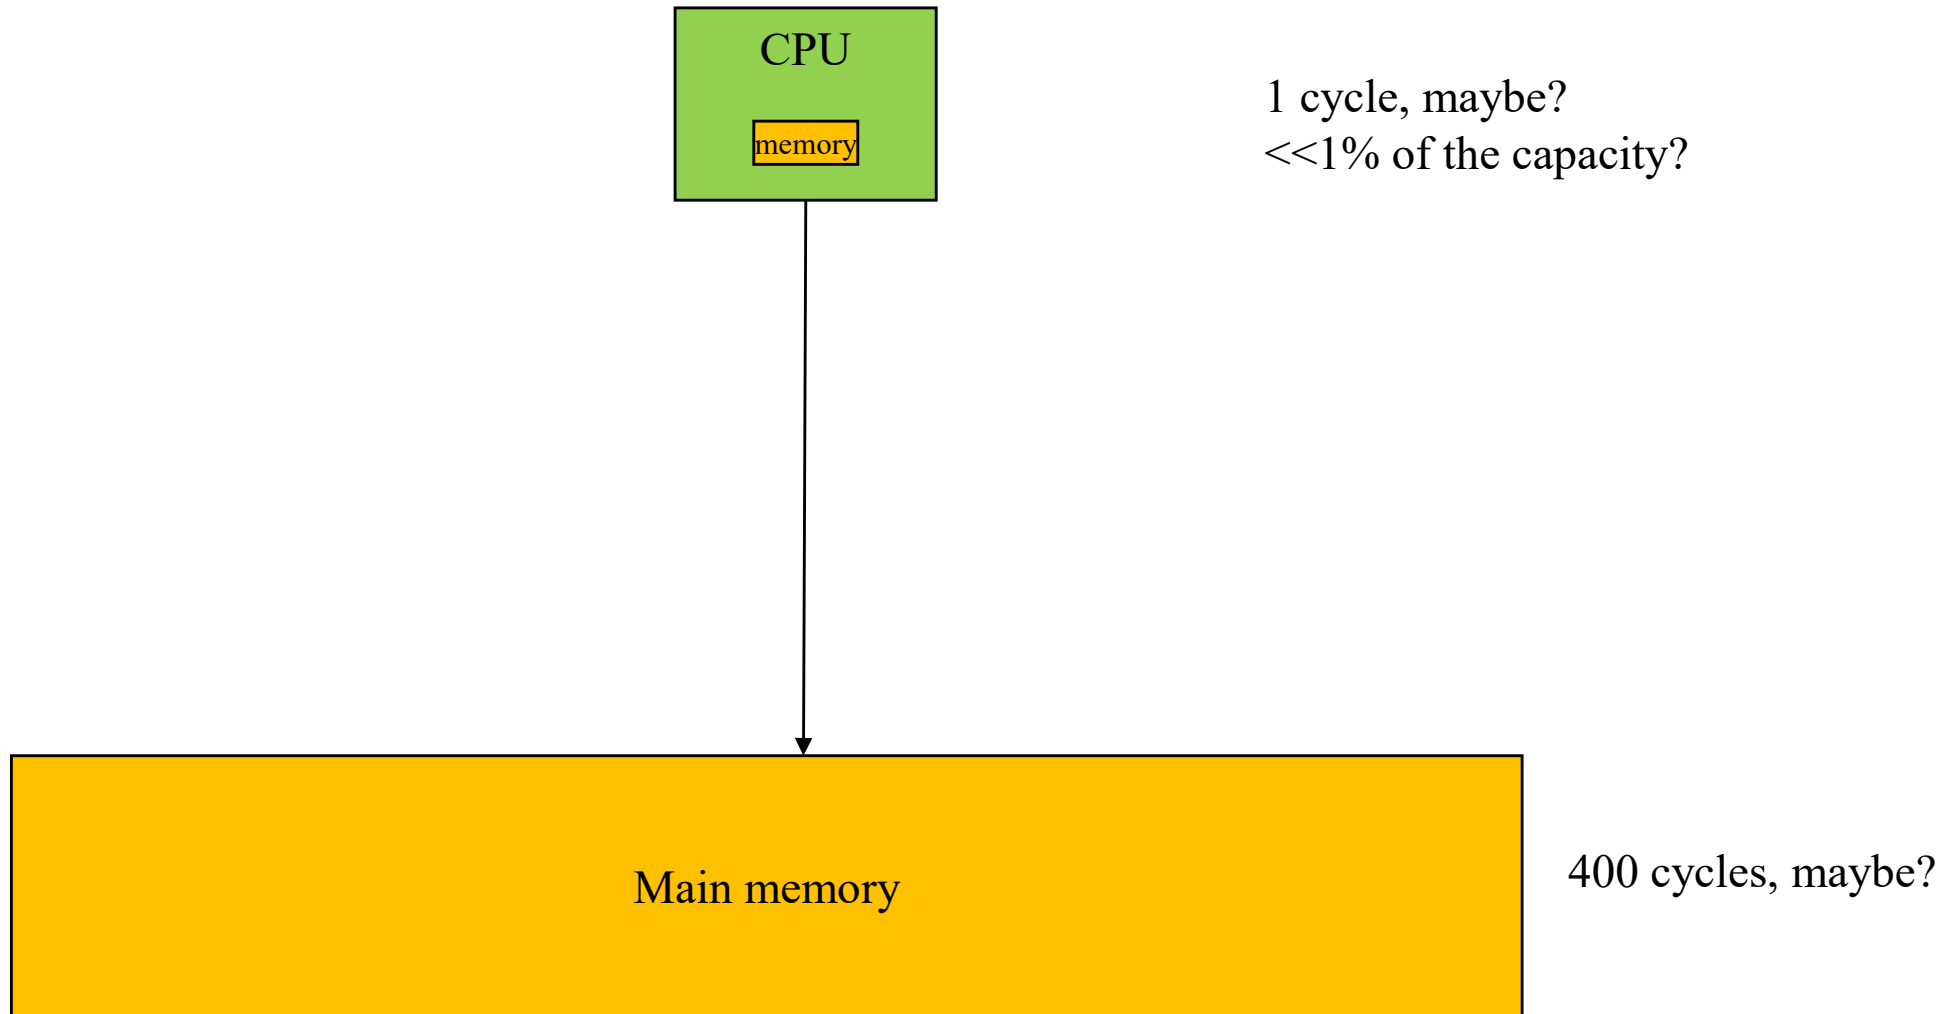 CPU
memory
1 cycle, maybe?
<<1% of the capacity?
Main memory
400 cycles, maybe?